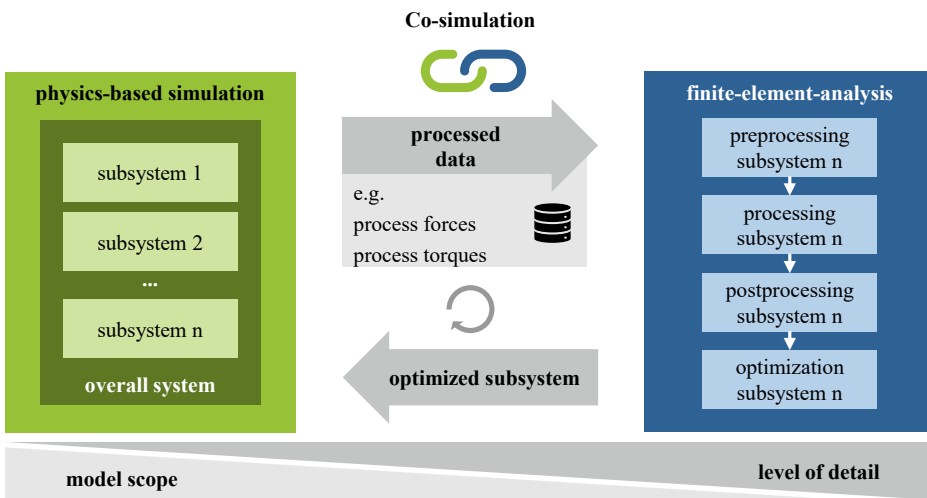 Co-simulation
physics-based simulation
overall system
subsystem 1
subsystem 2
...
subsystem n
processed
data
e.g.
process forces
process torques
optimized subsystem
finite-element-analysis
preprocessing
subsystem n
processing
subsystem n
postprocessing
subsystem n
optimization
subsystem n
model scope
level of detail